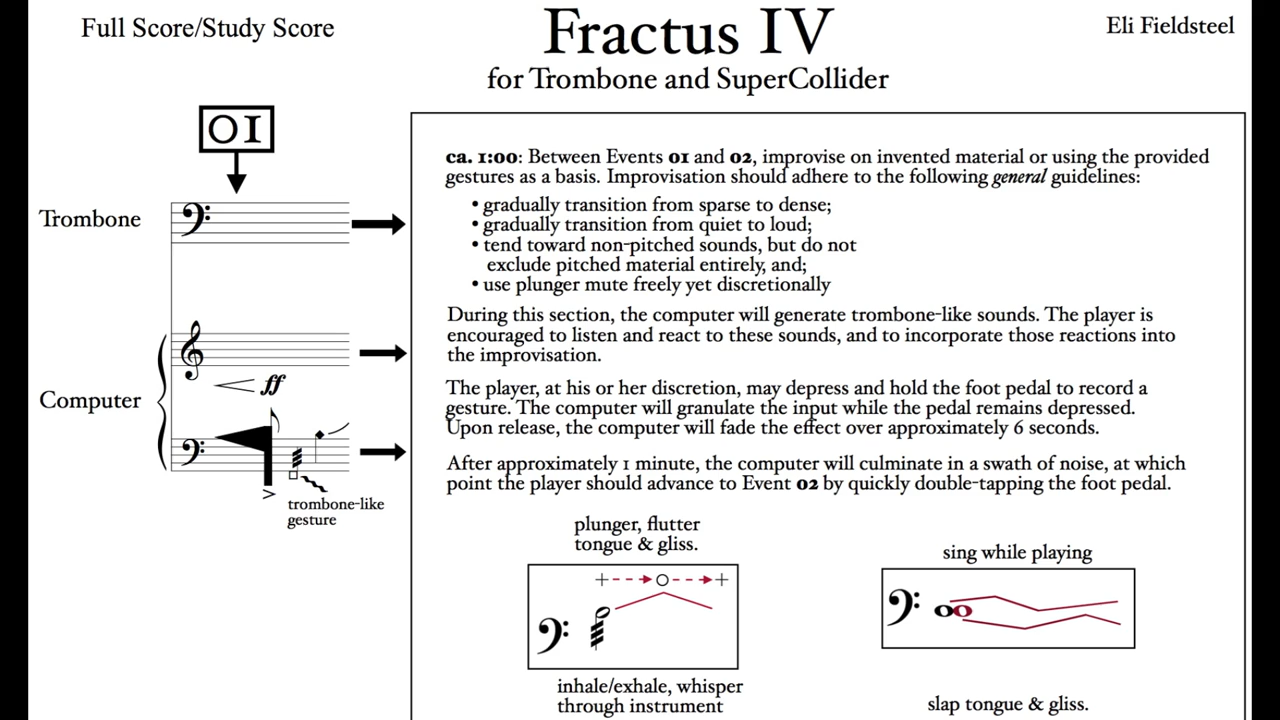 Full Score/Study Score
Fractus IV
Eli Fieldsteel
for Trombone and SuperCollider
01
Trombone
Computer
ff
>
trombone-like
gesture
ca. 1:00: Between Events 01 and 02, improvise on invented material or using the provided
gestures as a basis. Improvisation should adhere to the following general guidelines:
• gradually transition from sparse to dense;
• gradually transition from quiet to loud;
• tend toward non-pitched sounds, but do not
exclude pitched material entirely, and;
• use plunger mute freely yet discretionally
During this section, the computer will generate trombone-like sounds. The player is
encouraged to listen and react to these sounds, and to incorporate those reactions into
the improvisation.
The player, at his or her discretion, may depress and hold the foot pedal to record a
gesture. The computer will granulate the input while the pedal remains depressed.
Upon release, the computer will fade the effect over approximately 6 seconds.
After approximately 1 minute, the computer will culminate in a swath of noise, at which
point the player should advance to Event 02 by quickly double-tapping the foot pedal.
plunger, flutter
tongue & gliss.
sing while playing
inhale/exhale, whisper
through instrument
slap tongue & gliss.